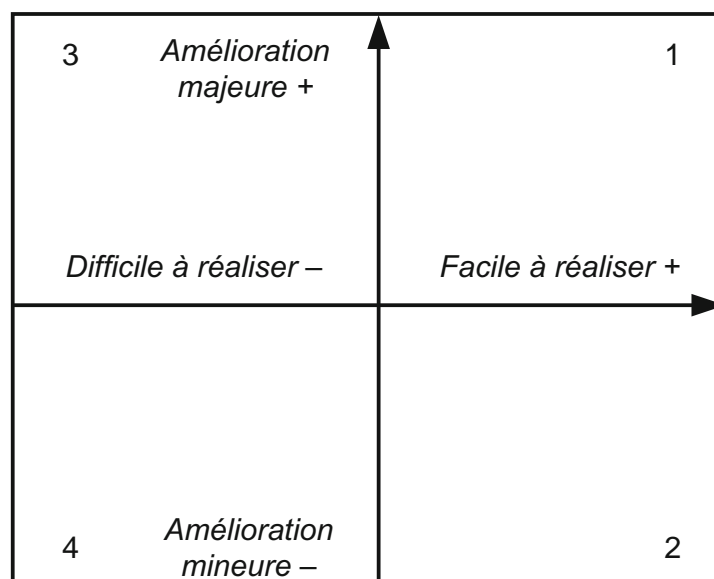 3
Amélioration
majeure +
1
Difficile à réaliser –
Facile à réaliser +
4
Amélioration
mineure –
2